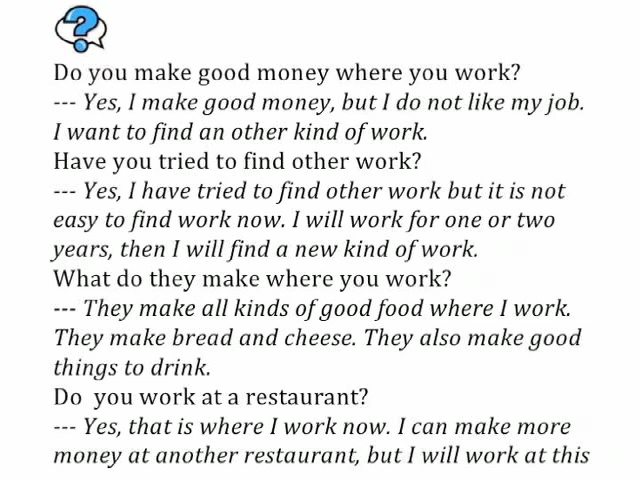 Do you make good money where you work?
--- Yes, I make good money, but I do not like my job.
I want to find an other kind of work.
Have you tried to find other work?
--- Yes, I have tried to find other work but it is not
easy to find work now. I will work for one or two
years, then I will find a new kind of work.
What do they make where you work?
--- They make all kinds of good food where I work.
They make bread and cheese. They also make good
things to drink.
Do  you work at a restaurant?
--- Yes, that is where I work now. I can make more
money at another restaurant, but I will work at this